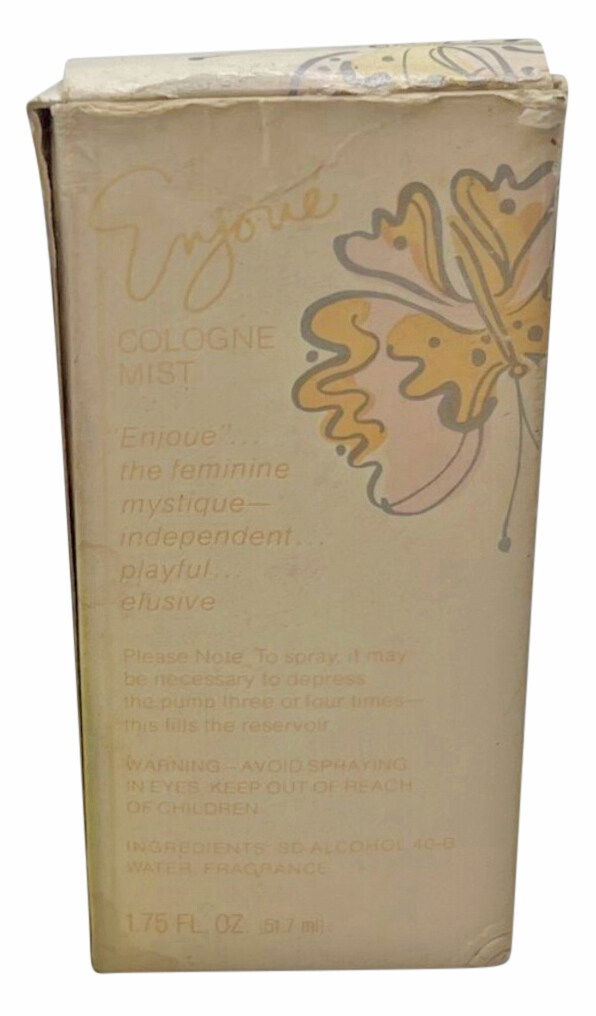 Enjoué
COLOGNE
MIST
"Enjoue"...
the feminine
mystique—
independent...
playful...
elusive
Please Note: To spray, it may
be necessary to depress
the pump three or four times—
this fills the reservoir.
WARNING—AVOID SPRAYING
IN EYES. KEEP OUT OF REACH
OF CHILDREN.
INGREDIENTS: SD ALCOHOL 40-B
WATER, FRAGRANCE
1.75 FL. OZ. (51.7 ml)